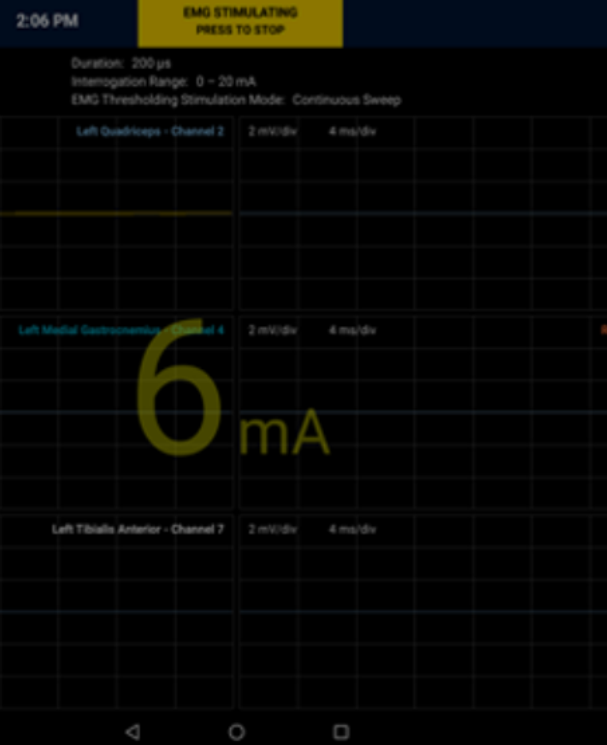 2:06 PM
EMG STIMULATING
PRESS TO STOP
Duration: 200 µs
Interrogation Range: 0 – 20 mA
EMG Thresholding Stimulation Mode: Continuous Sweep
Left Quadriceps - Channel 2 2 mV/div 4 ms/div
Left Medial Gastrocnemius - Channel 4 2 mV/div 4 ms/div
6 mA
Left Tibialis Anterior - Channel 7 2 mV/div 4 ms/div